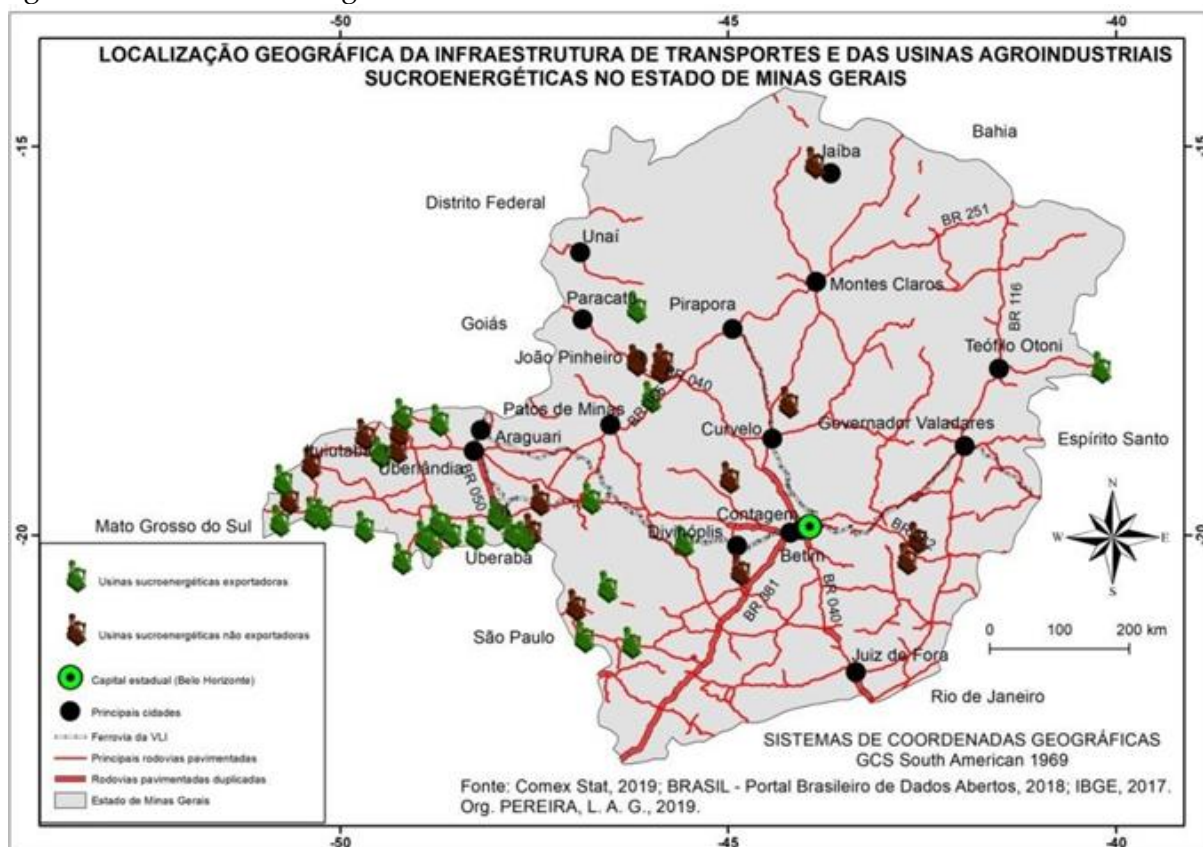 -50 -45 -40
LOCALIZAÇÃO GEOGRÁFICA DA INFRAESTRUTURA DE TRANSPORTES E DAS USINAS AGROINDUSTRIAIS
SUCROENERGÉTICAS NO ESTADO DE MINAS GERAIS
-15 -15
Bahia
Jaíba
Distrito Federal
BR 251
Unaí
Montes Claros
Paracatu
Pirapora
Goiás
BR 116
João Pinheiro
Teófilo Otoni
BR 040
Patos de Minas
Curvelo
Governador Valadares
Araguari
Espírito Santo
Ituiutaba
Uberlândia
BR 050
Mato Grosso do Sul
Contagem
-20 -20
Divinóplis
Uberaba
Betim
N
W E
S
BR 381
BR 040
São Paulo
Juiz de Fora
0 100 200 km
Rio de Janeiro
Usinas sucroenergéticas exportadoras
Usinas sucroenergéticas não exportadoras
Capital estadual (Belo Horizonte)
Principais cidades
Ferrovia da VLI
Principais rodovias pavimentadas
Rodovias pavimentadas duplicadas
Estado de Minas Gerais
SISTEMAS DE COORDENADAS GEOGRÁFICAS
GCS South American 1969
Fonte: Comex Stat, 2019; BRASIL - Portal Brasileiro de Dados Abertos, 2018; IBGE, 2017.
Org. PEREIRA, L. A. G., 2019.
-50 -45 -40